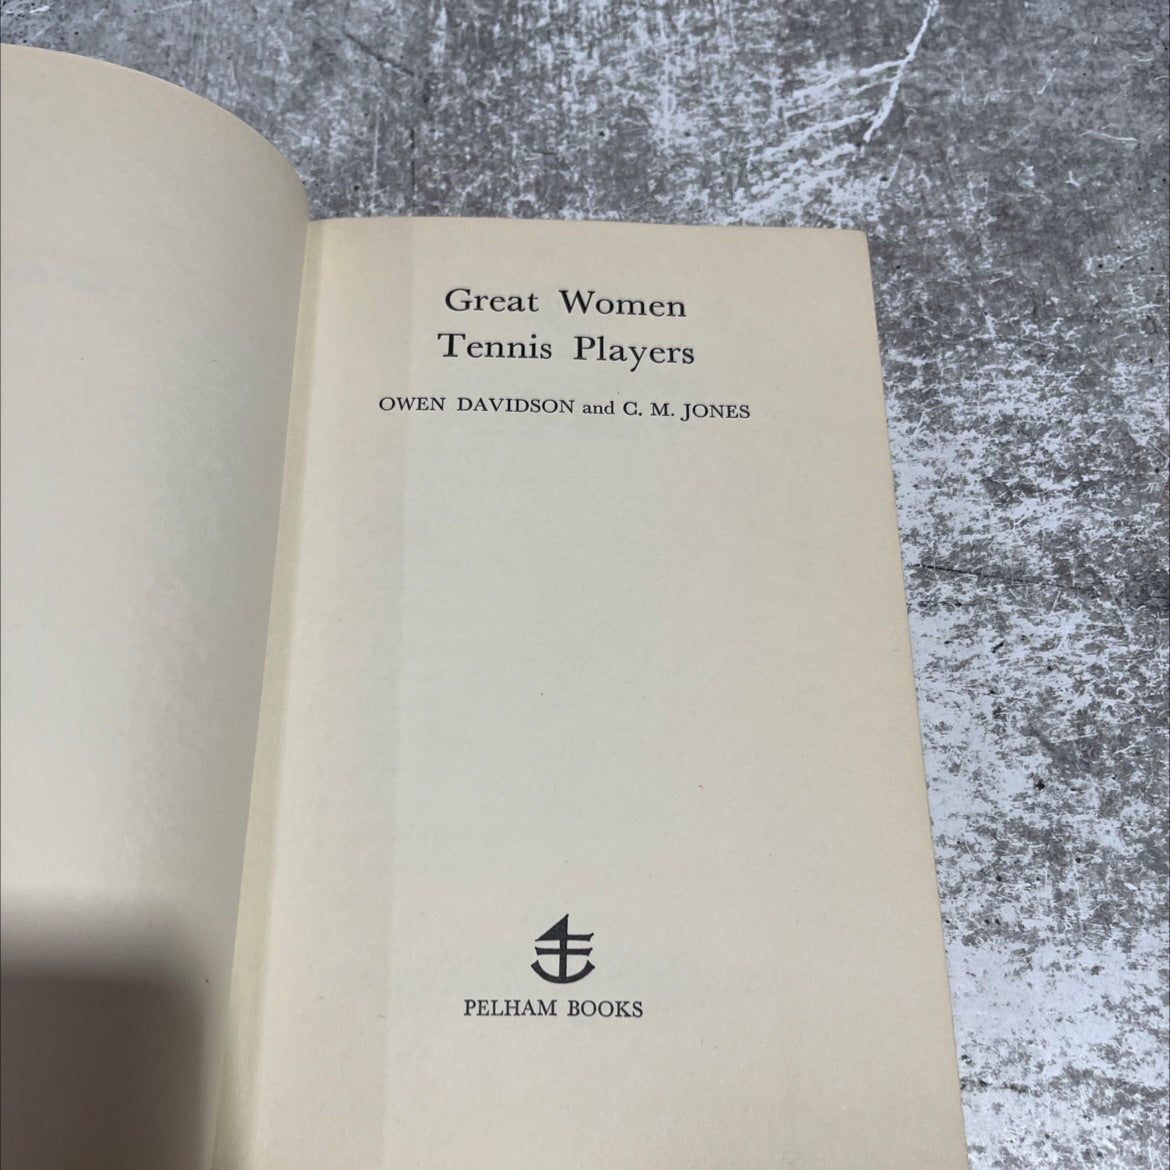 Great Women
Tennis Players
OWEN DAVIDSON and C. M. JONES
PELHAM BOOKS